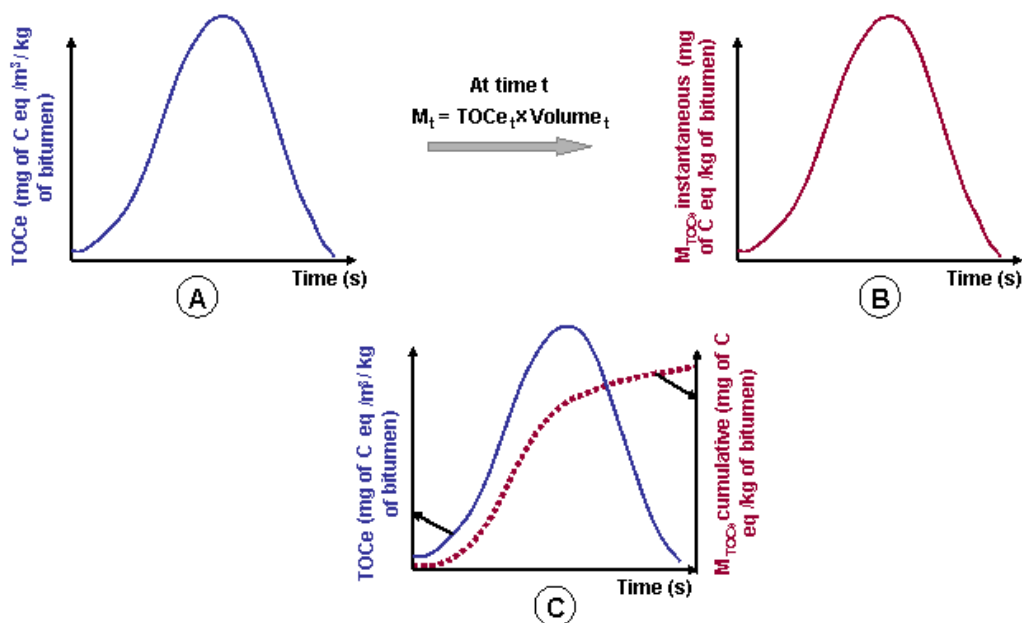 TOCe (mg of C eq /m³/ kg
of bitumen)
Time (s)
A
At time t
Mt = TOCet×Volumet
MTOCe instantaneous (mg
of C eq /kg of bitumen)
Time (s)
B
TOCe (mg of C eq /m³/ kg
of bitumen)
MTOCe cumulative (mg of C
eq /kg of bitumen)
Time (s)
C